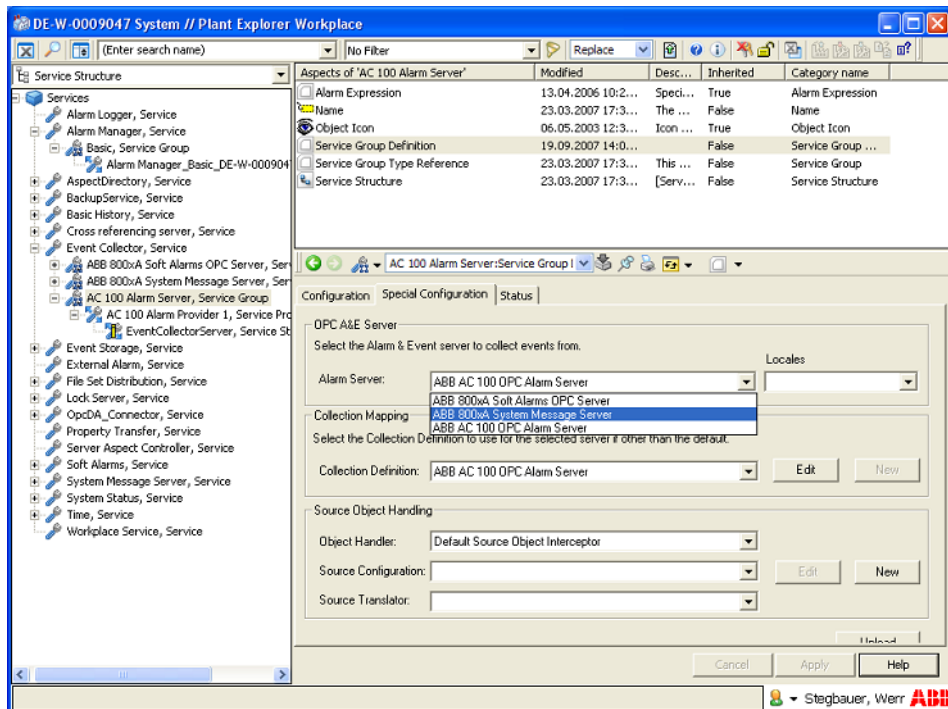 DE-W-0009047 System // Plant Explorer Workplace
(Enter search name)
No Filter
Replace
Service Structure
Services
Alarm Logger, Service
Alarm Manager, Service
Basic, Service Group
Alarm Manager_Basic_DE-W-000904
AspectDirectory, Service
BackupService, Service
Basic History, Service
Cross referencing server, Service
Event Collector, Service
ABB 800xA Soft Alarms OPC Server, Ser
ABB 800xA System Message Server, Ser
AC 100 Alarm Server, Service Group
AC 100 Alarm Provider 1, Service Pro
EventCollectorServer, Service St
Event Storage, Service
External Alarm, Service
File Set Distribution, Service
Lock Server, Service
OpcDA_Connector, Service
Property Transfer, Service
Server Aspect Controller, Service
Soft Alarms, Service
System Message Server, Service
System Status, Service
Time, Service
Workplace Service, Service
Aspects of 'AC 100 Alarm Server' Modified Desc... Inherited Category name
Alarm Expression 13.04.2006 10:2... Speci... True Alarm Expression
Name 23.03.2007 17:3... The ... False Name
Object Icon 06.05.2003 12:3... Icon ... True Object Icon
Service Group Definition 19.09.2007 14:0... False Service Group ...
Service Group Type Reference 23.03.2007 17:3... This ... False Service Group
Service Structure 23.03.2007 17:3... [Serv... False Service Structure
AC 100 Alarm Server:Service Group
Configuration Special Configuration Status
OPC A&E Server
Select the Alarm & Event server to collect events from.
Locales
Alarm Server: ABB AC 100 OPC Alarm Server
ABB 800xA Soft Alarms OPC Server
ABB 800xA System Message Server
ABB AC 100 OPC Alarm Server
Collection Mapping
Select the Collection Definition to use for the selected server if other than the default.
Collection Definition: ABB AC 100 OPC Alarm Server Edit New
Source Object Handling
Object Handler: Default Source Object Interceptor
Source Configuration: Edit New
Source Translator:
Upload
Cancel Apply Help
Stegbauer, Werr ABB